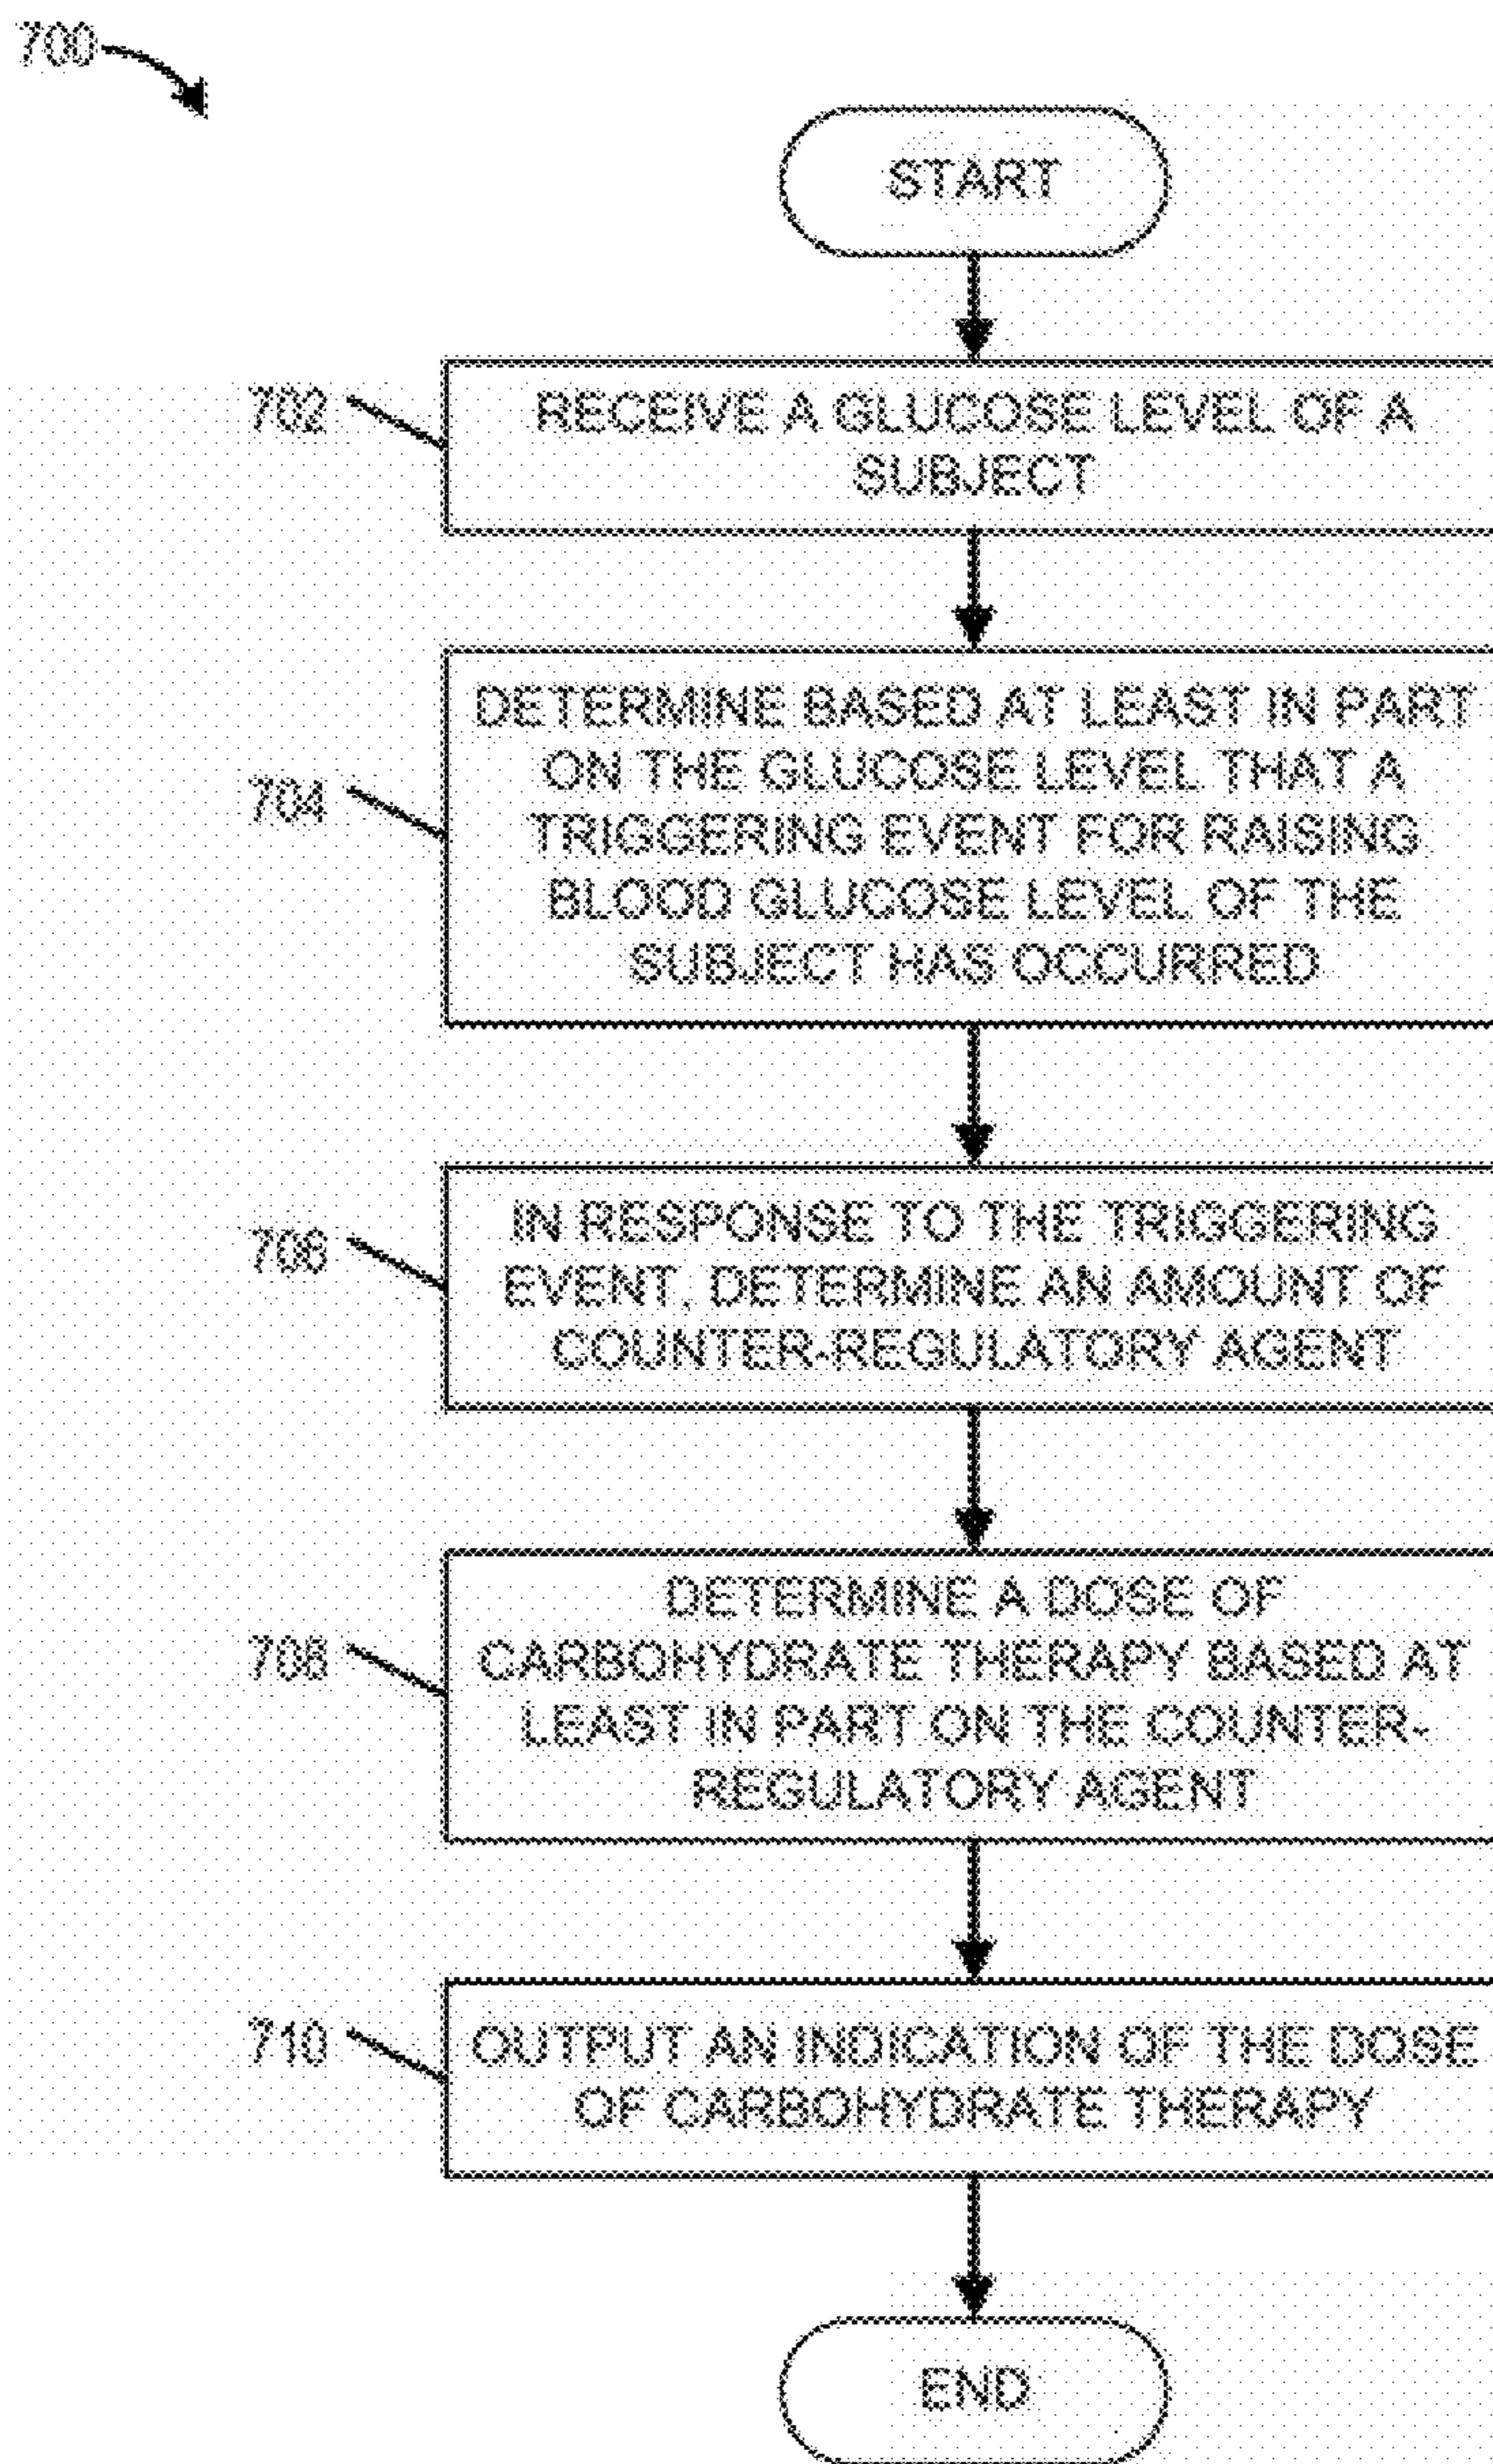 700
START
702
RECEIVE A GLUCOSE LEVEL OF A
SUBJECT
704
DETERMINE BASED AT LEAST IN PART
ON THE GLUCOSE LEVEL THAT A
TRIGGERING EVENT FOR RAISING
BLOOD GLUCOSE LEVEL OF THE
SUBJECT HAS OCCURRED
706
IN RESPONSE TO THE TRIGGERING
EVENT, DETERMINE AN AMOUNT OF
COUNTER-REGULATORY AGENT
708
DETERMINE A DOSE OF
CARBOHYDRATE THERAPY BASED AT
LEAST IN PART ON THE COUNTER-
REGULATORY AGENT
710
OUTPUT AN INDICATION OF THE DOSE
OF CARBOHYDRATE THERAPY
END